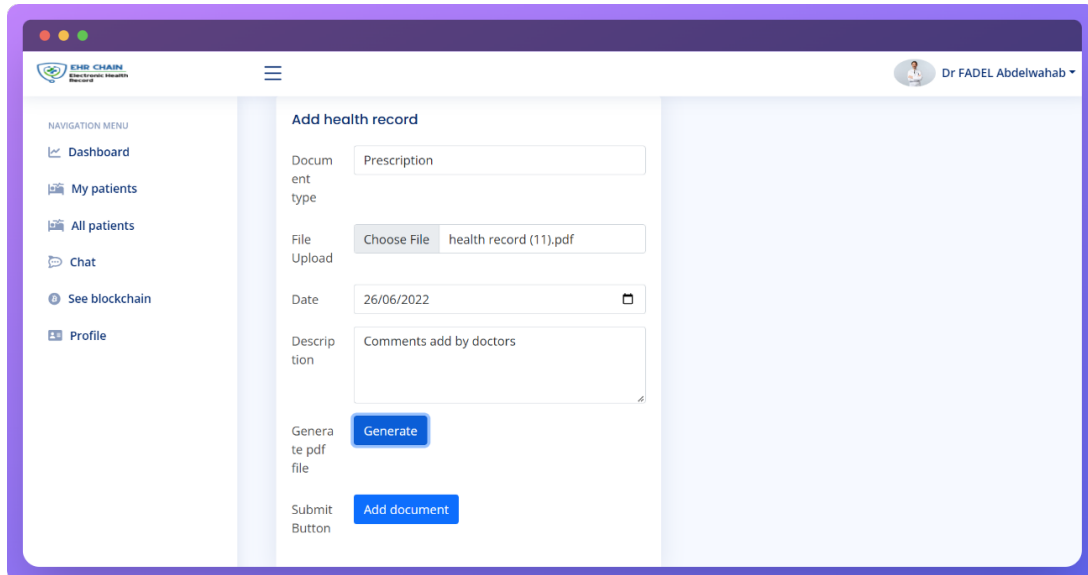 EHR CHAIN
Electronic Health
Record
Dr FADEL Abdelwahab
NAVIGATION MENU
Dashboard
My patients
All patients
Chat
See blockchain
Profile
Add health record
Docum
ent
type
Prescription
File
Upload
Choose File health record (11).pdf
Date
26/06/2022
Descrip
tion
Comments add by doctors
Genera
te pdf
file
Generate
Submit
Button
Add document